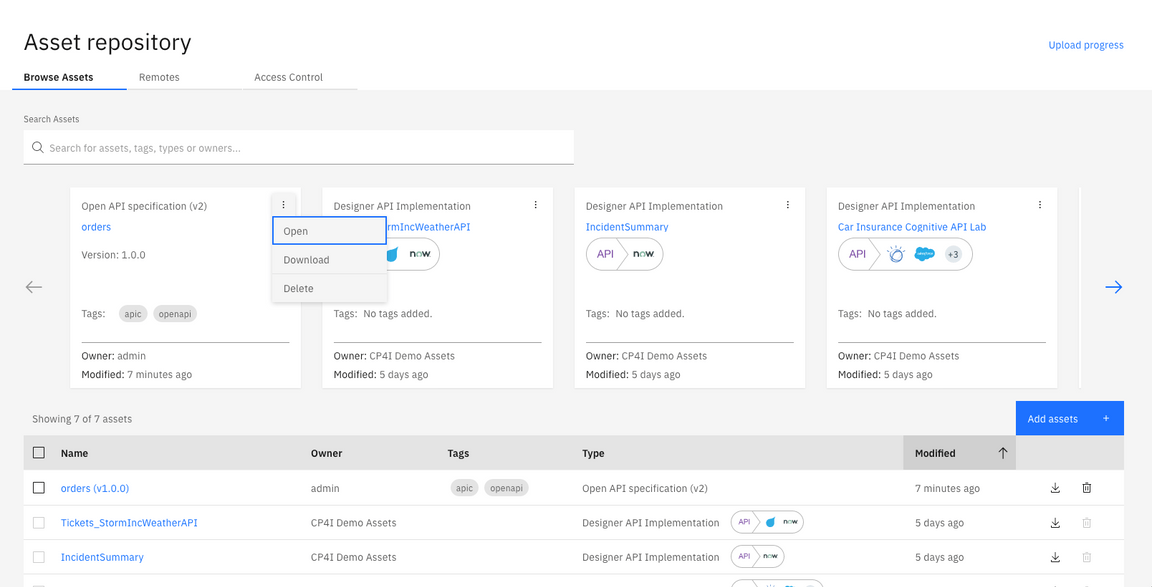 Asset repository
Upload progress
Browse Assets Remotes Access Control
Search Assets
Search for assets, tags, types or owners...
Open API specification (v2)
orders
Version: 1.0.0
Tags: apic openapi
Owner: admin
Modified: 7 minutes ago
Open
Download
Delete
Designer API Implementation
rmIncWeatherAPI
now.
Tags: No tags added.
Owner: CP4I Demo Assets
Modified: 5 days ago
Designer API Implementation
IncidentSummary
API now.
Tags: No tags added.
Owner: CP4I Demo Assets
Modified: 5 days ago
Designer API Implementation
Car Insurance Cognitive API Lab
API salesforce +3
Tags: No tags added.
Owner: CP4I Demo Assets
Modified: 5 days ago
Showing 7 of 7 assets
Add assets +
Name Owner Tags Type Modified
orders (v1.0.0) admin apic openapi Open API specification (v2) 7 minutes ago
Tickets_StormIncWeatherAPI CP4I Demo Assets Designer API Implementation API now 5 days ago
IncidentSummary CP4I Demo Assets Designer API Implementation API now 5 days ago